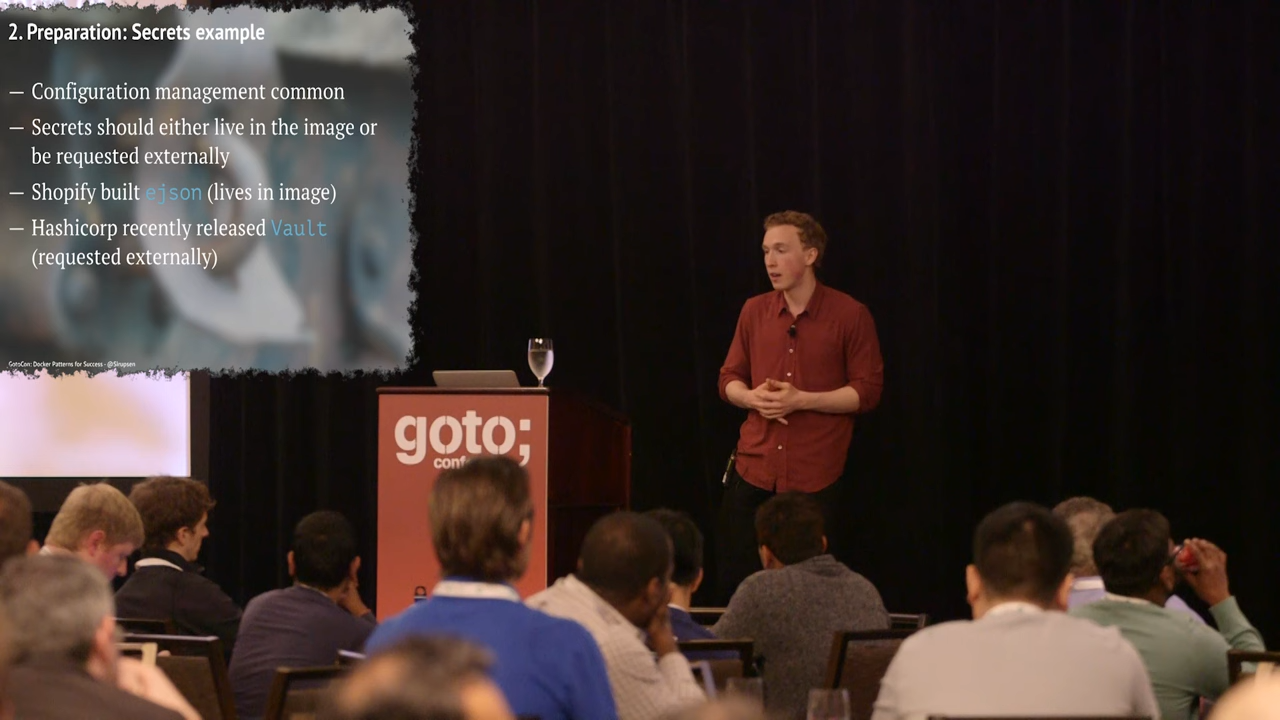 2. Preparation: Secrets example
— Configuration management common
— Secrets should either live in the image or
be requested externally
— Shopify built ejson (lives in image)
— Hashicorp recently released Vault
(requested externally)
GotoCon: Docker Patterns for Success - @Sirupsen
goto;